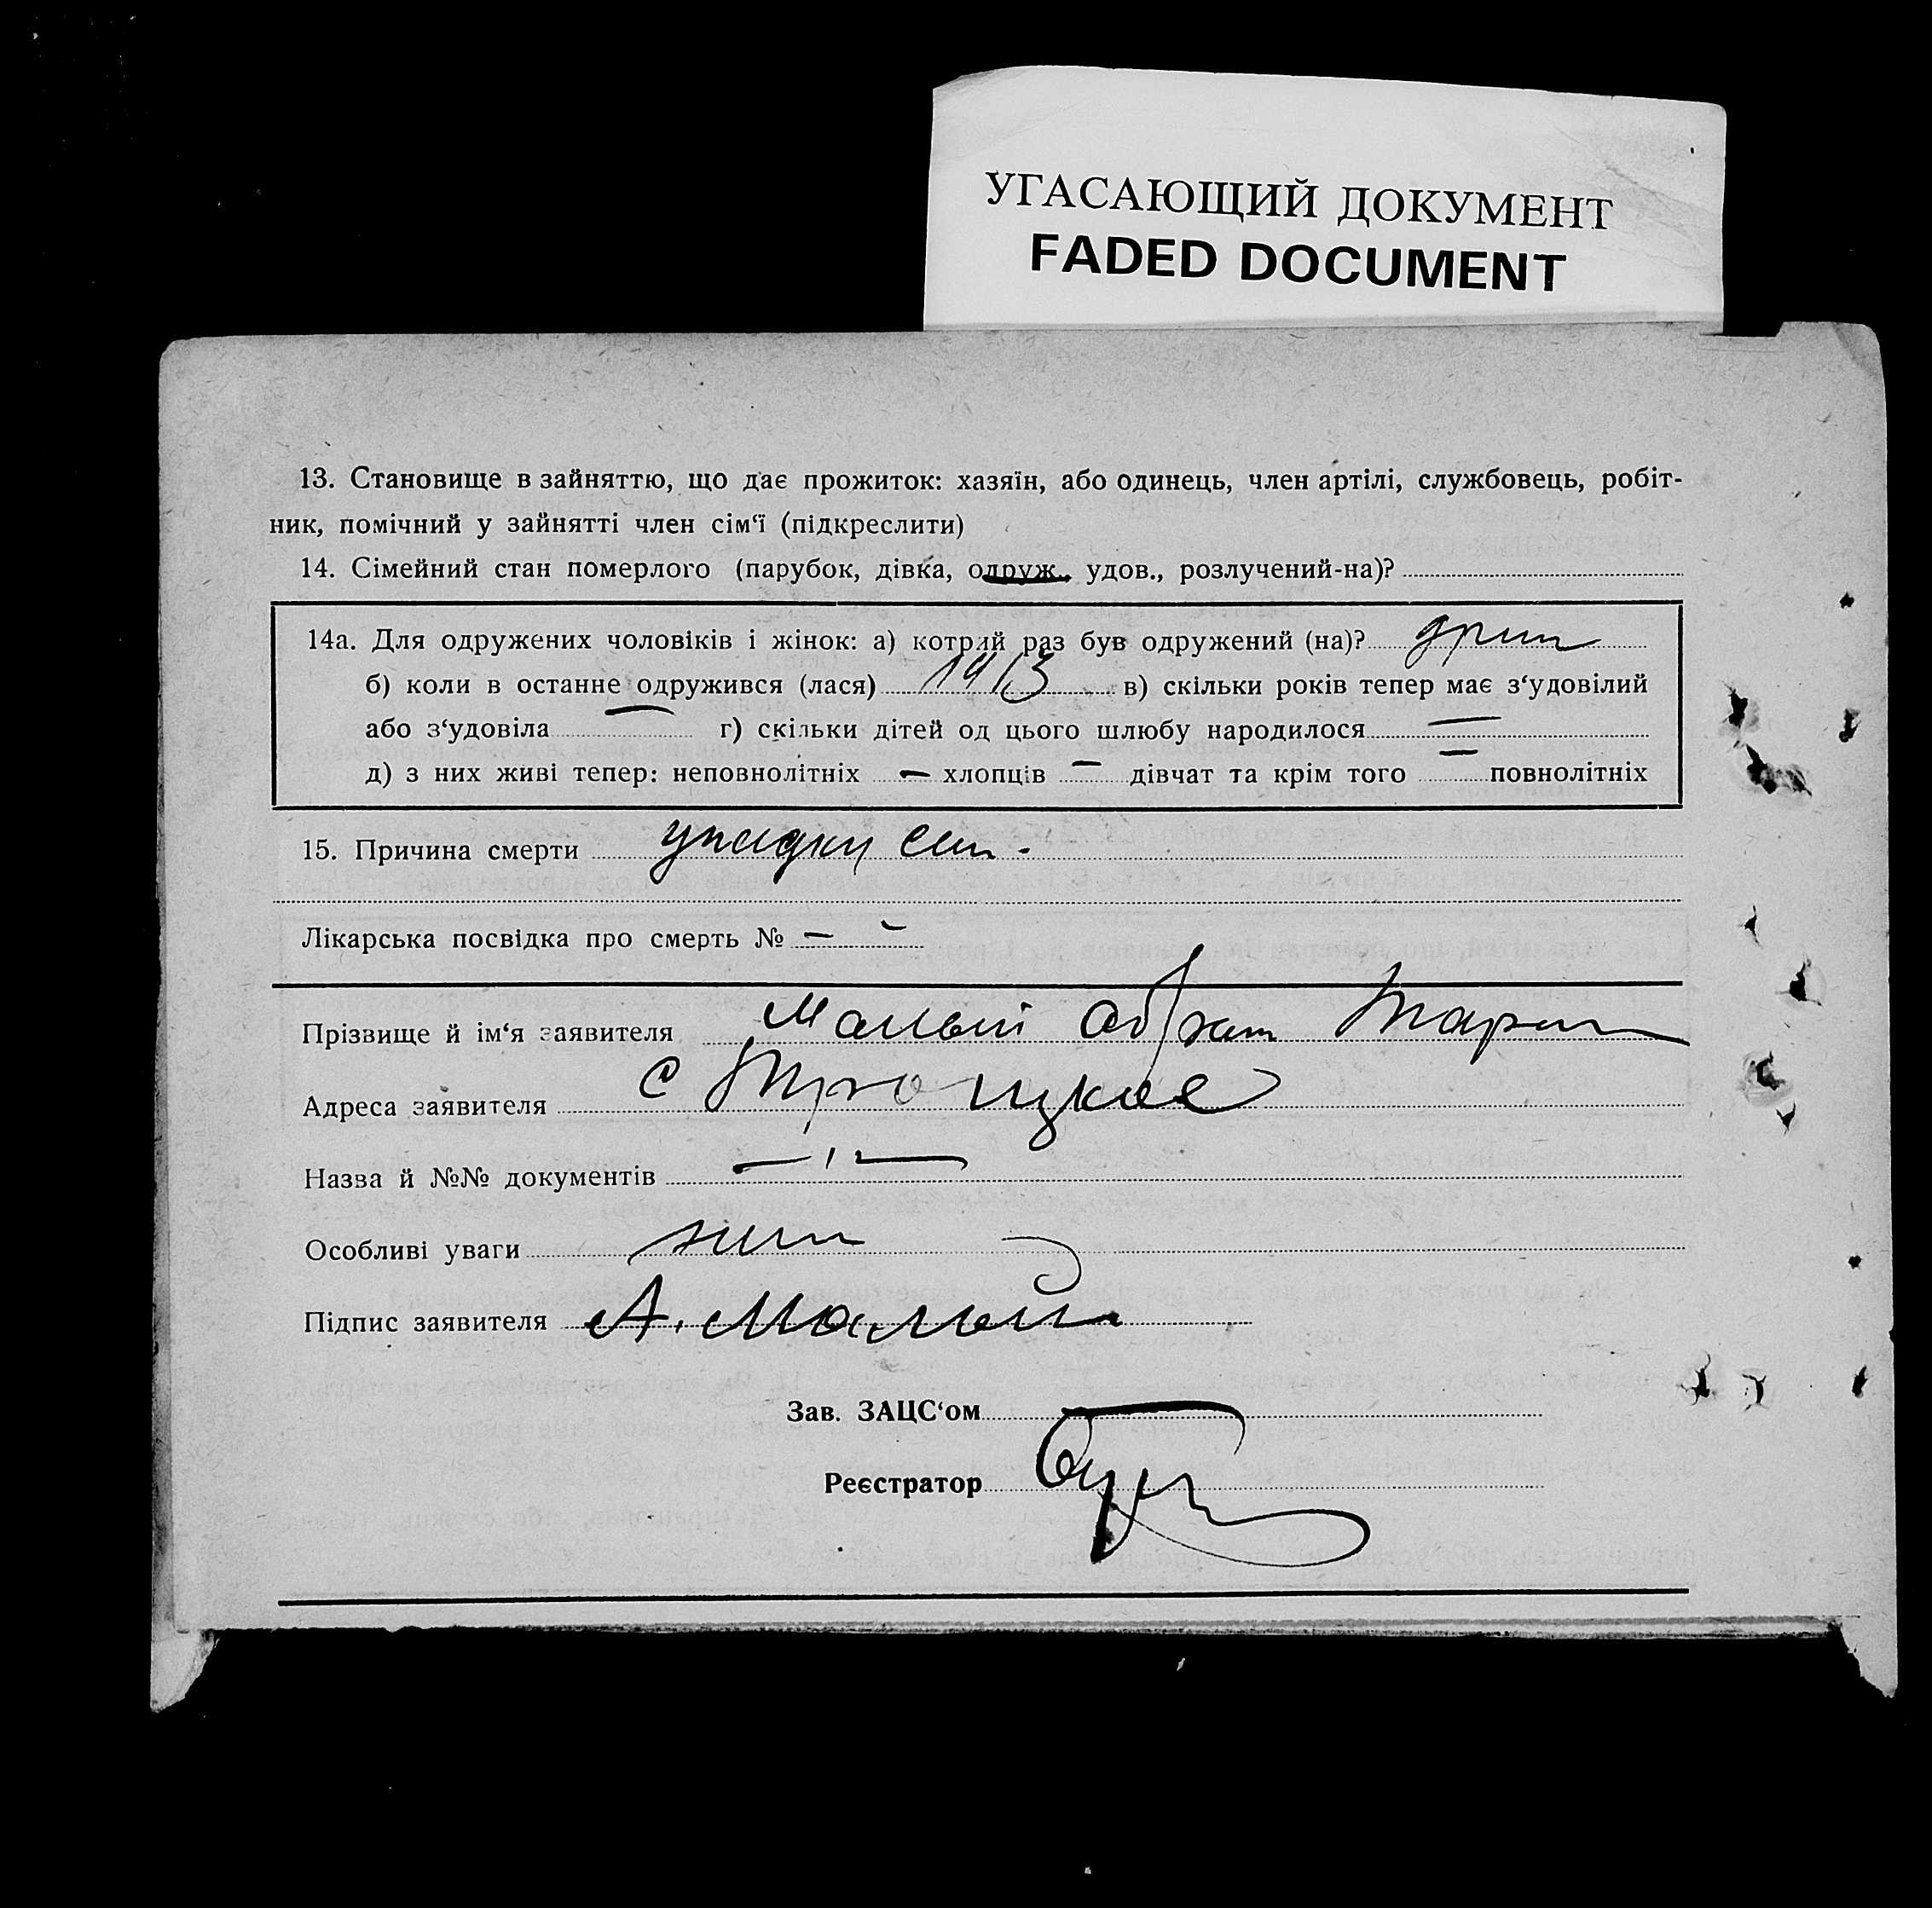 УГАСАЮЩИЙ ДОКУМЕНТ
FADED DOCUMENT
13. Становище в зайняттю, що дає прожиток: хазяїн, або одинець, член артілі, службовець, робіт-
ник, помічний у зайнятті член сім‘ї (підкреслити)
14. Сімейний стан померлого (парубок, дівка, одруж., удов., розлучений-на)?
14а. Для одружених чоловіків і жінок: а) котрий раз був одружений (на)?
б) коли в останне одружився (лася) 1913 в) скільки років тепер має з‘удовілий
або з‘удовіла — г) скільки дітей од цього шлюбу народилося —
д) з них живі тепер: неповнолітніх — хлопців — дівчат та крім того — повнолітніх
15. Причина смерти упадку сил.
Лікарська посвідка про смерть № — -
Прізвище й ім‘я заявителя Малый
Адреса заявителя с Троицкое
Назва й №№ документів —"—
Особливі уваги
Підпис заявителя А. Малый
Зав. ЗАЦС‘ом
Реєстратор